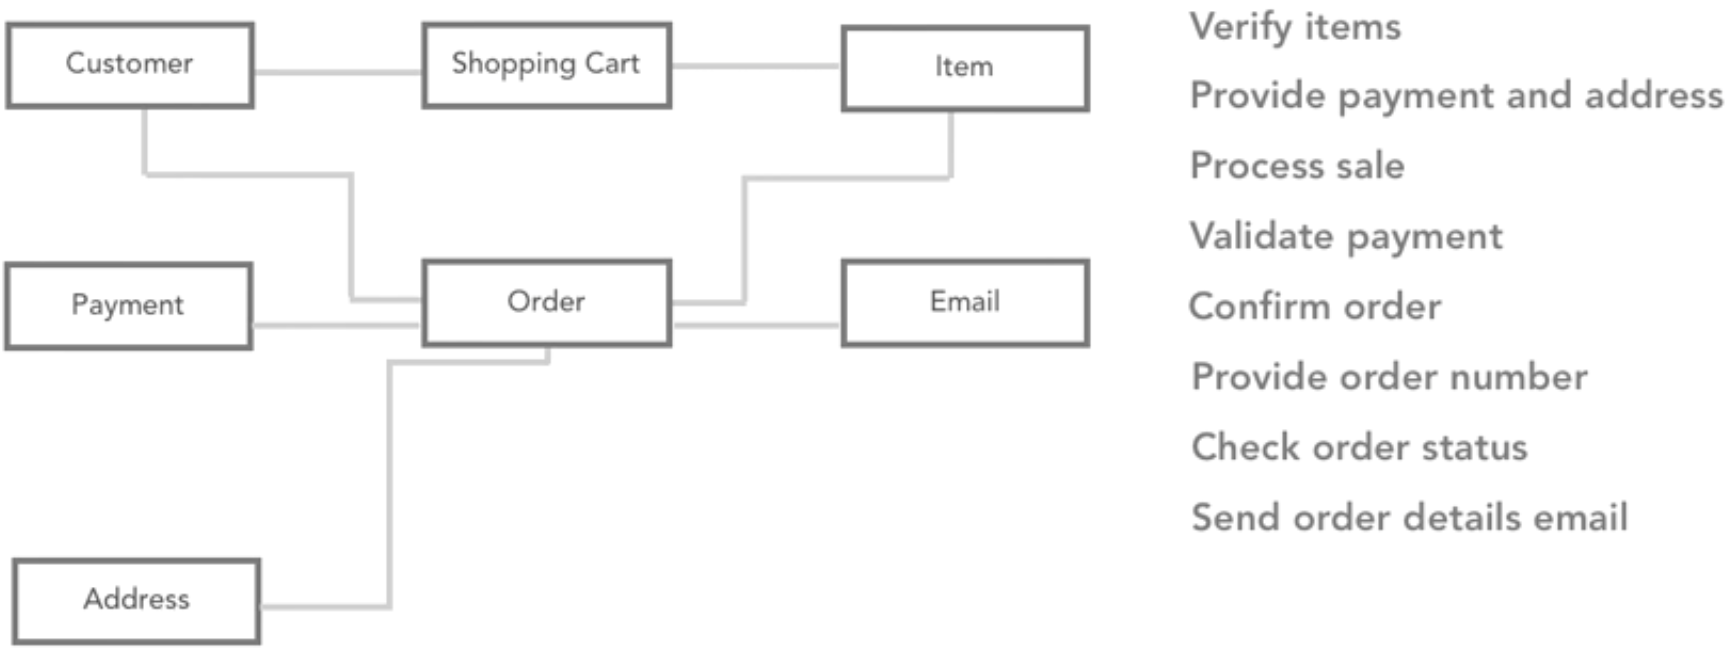 Customer
Shopping Cart
Item
Payment
Order
Email
Address
Verify items
Provide payment and address
Process sale
Validate payment
Confirm order
Provide order number
Check order status
Send order details email